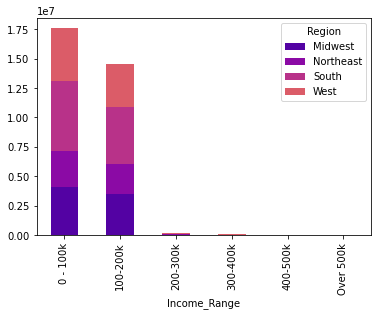 1e7
Region
Midwest
Northeast
South
West
1.75
1.50
1.25
1.00
0.75
0.50
0.25
0.00
0 - 100k
100-200k
200-300k
300-400k
400-500k
Over 500k
Income_Range